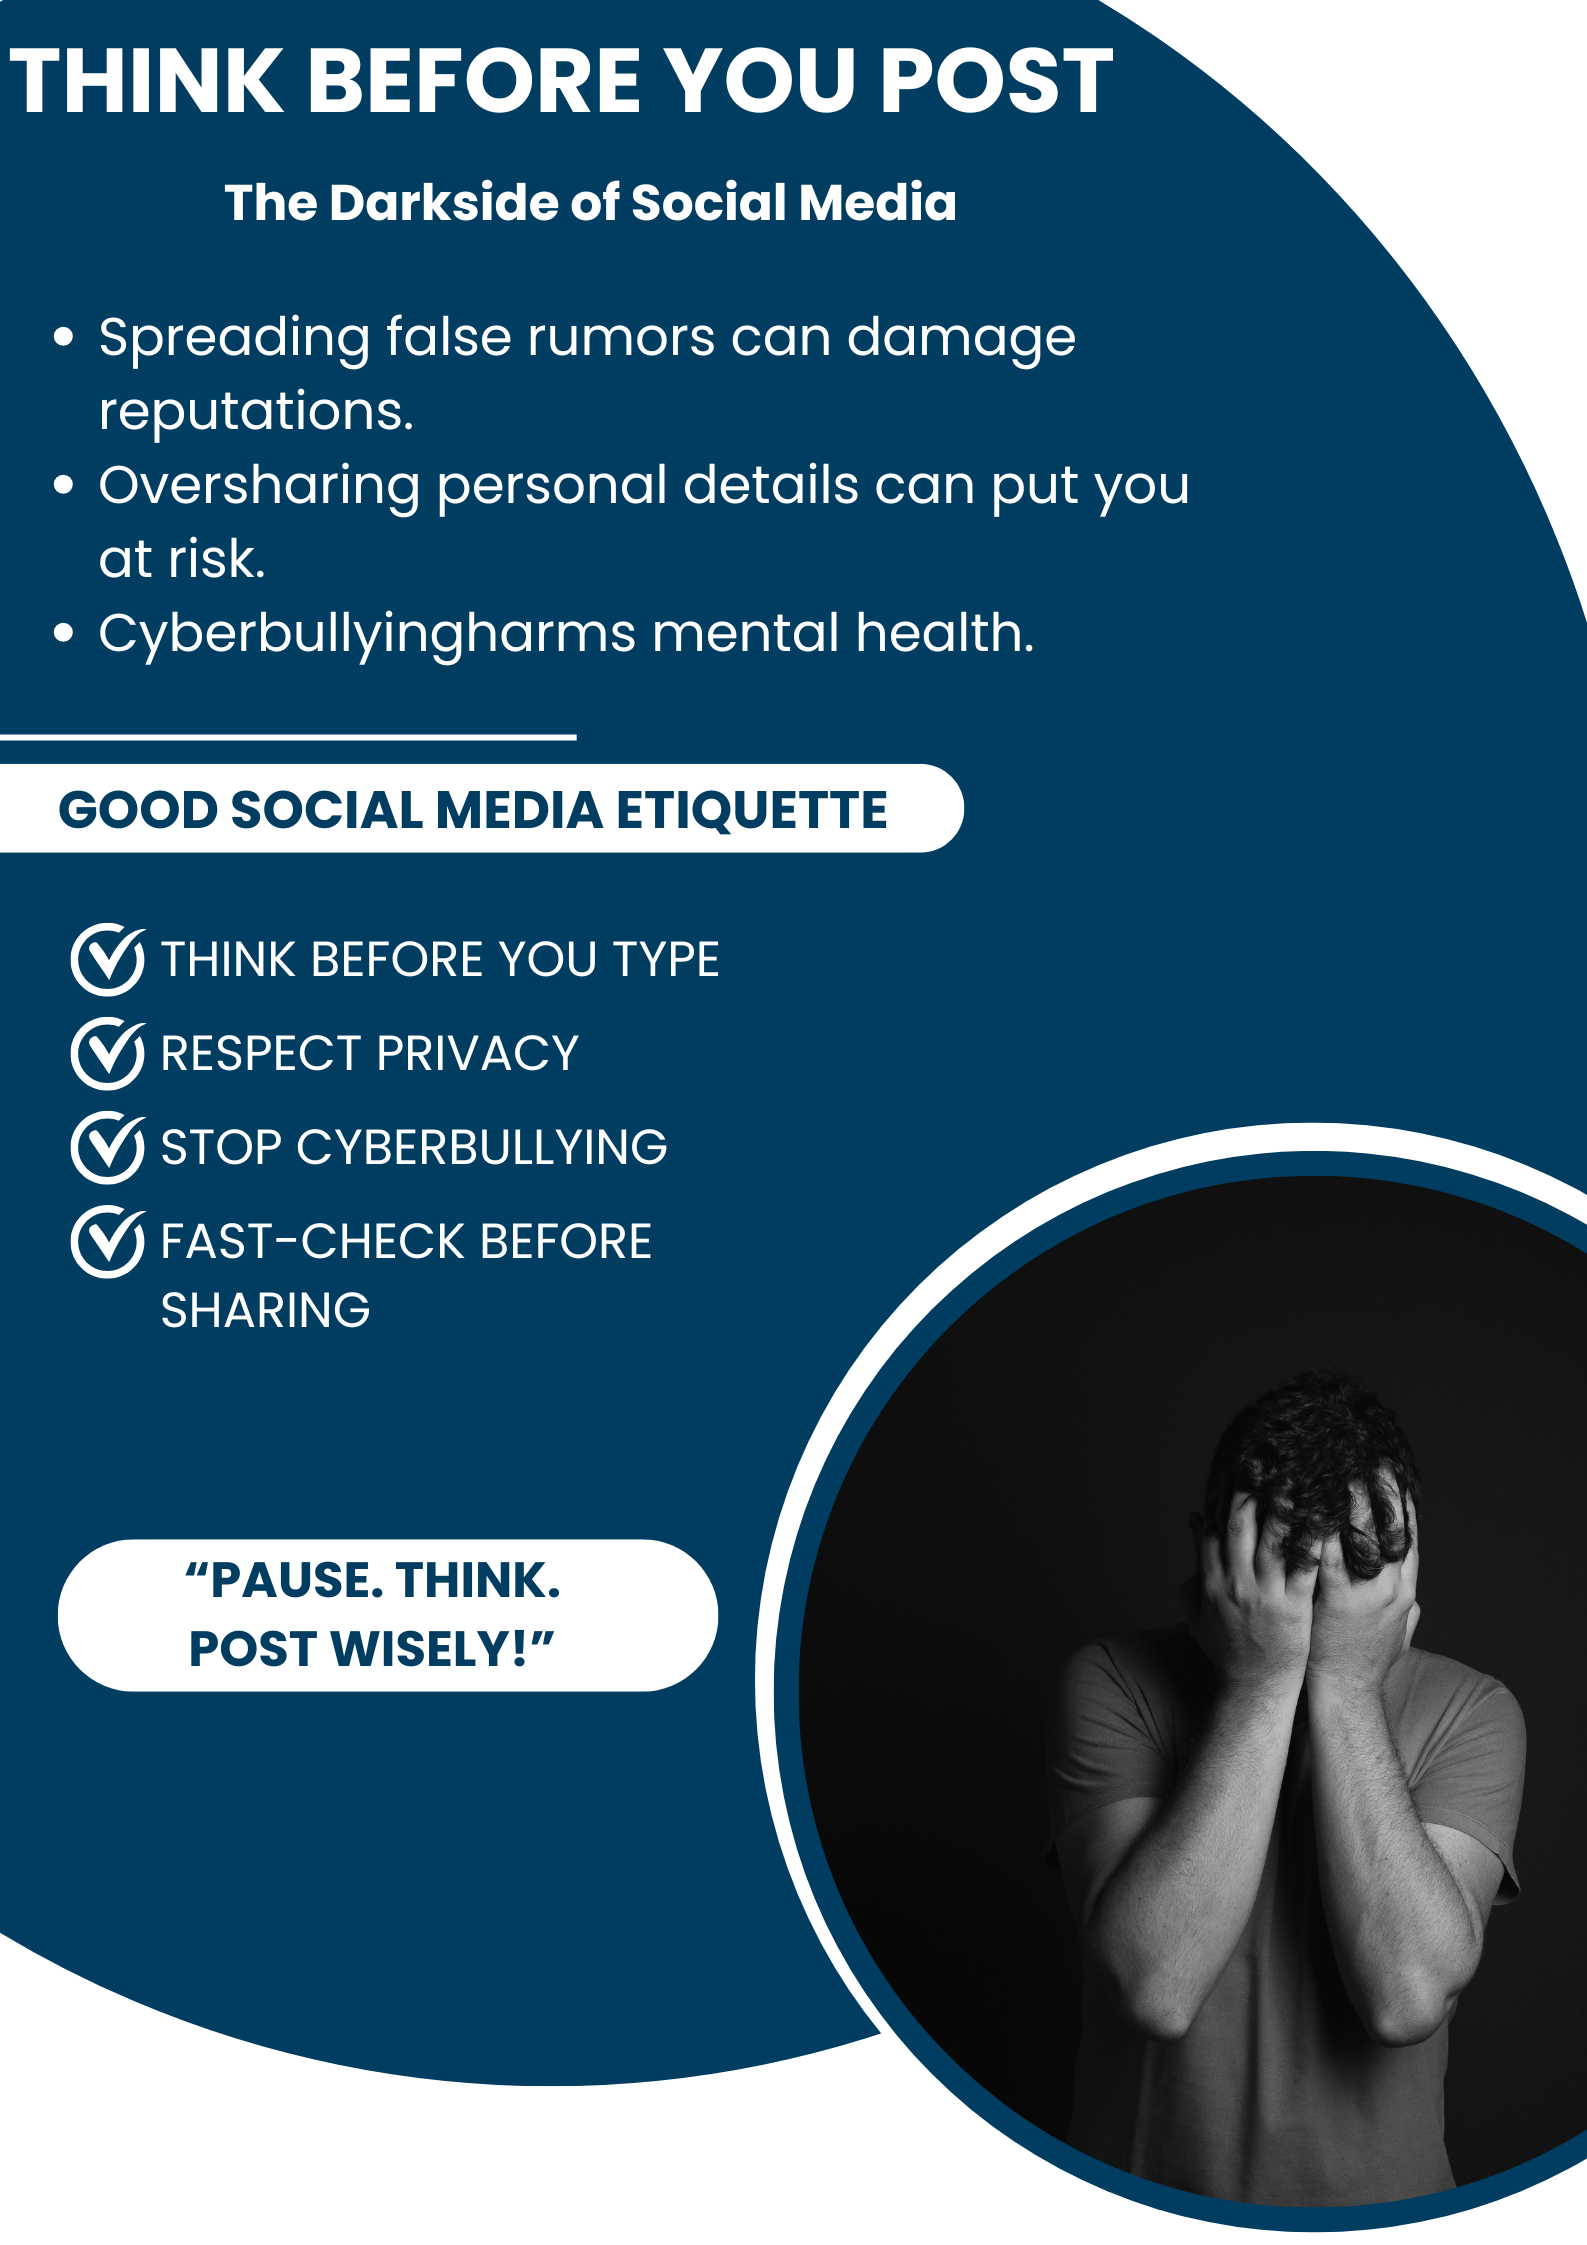 THINK BEFORE YOU POST
The Darkside of Social Media
• Spreading false rumors can damage
reputations.
• Oversharing personal details can put you
at risk.
• Cyberbullyingharms mental health.
GOOD SOCIAL MEDIA ETIQUETTE
THINK BEFORE YOU TYPE
RESPECT PRIVACY
STOP CYBERBULLYING
FAST-CHECK BEFORE
SHARING
“PAUSE. THINK.
POST WISELY!”